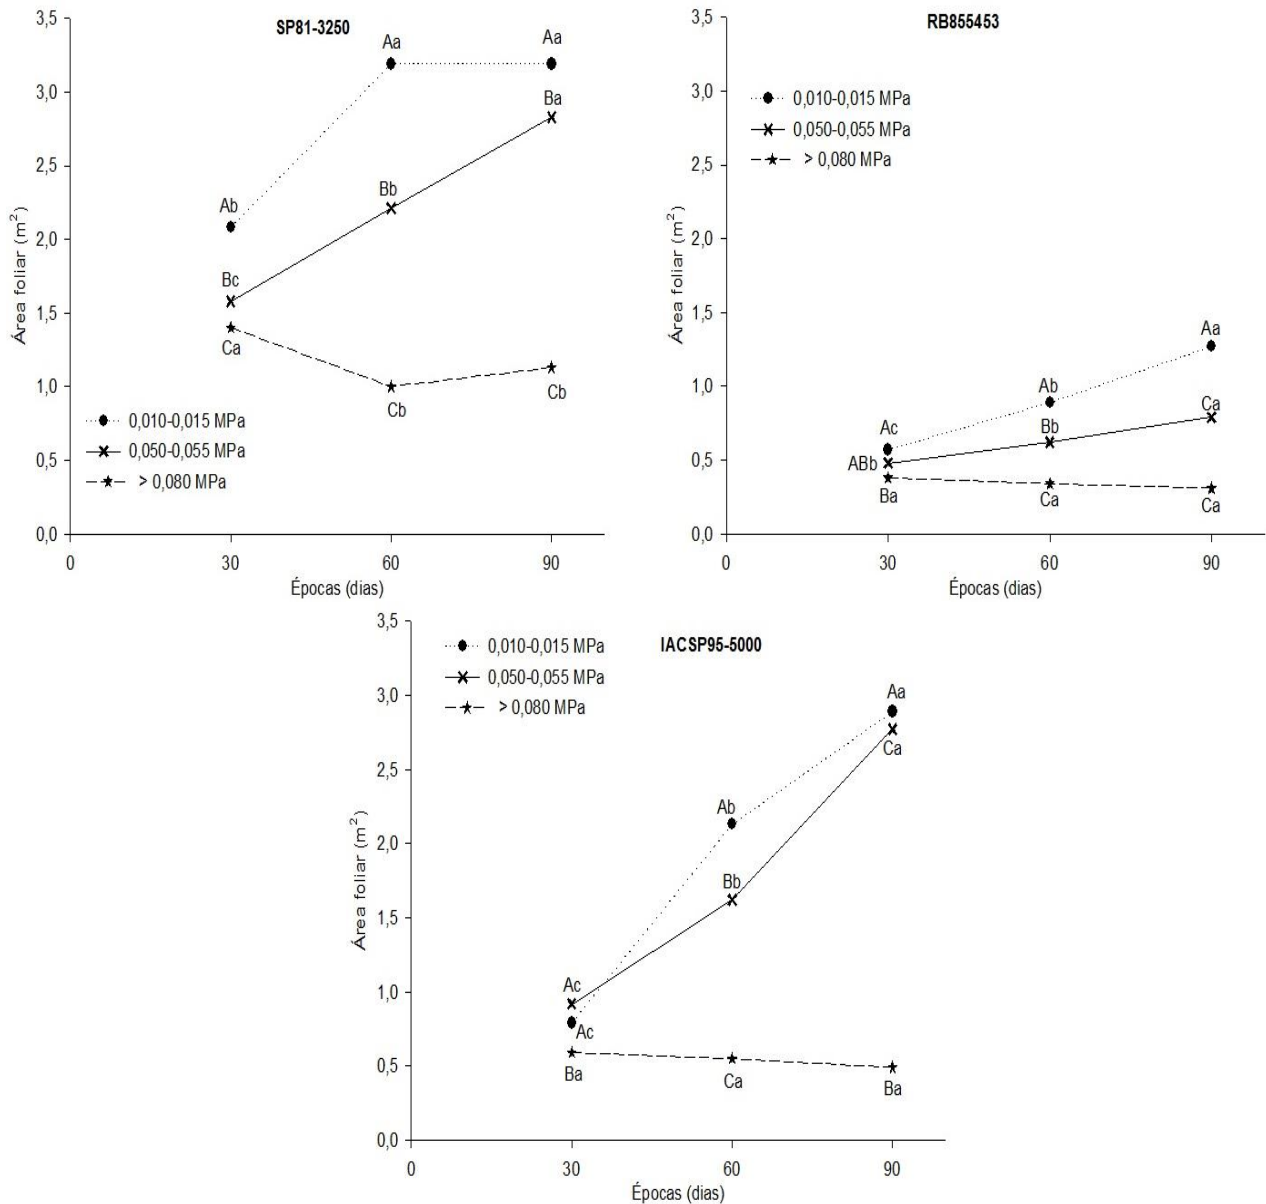 SP81-3250
Área foliar (m²)
3,5
3,0
2,5
2,0
1,5
1,0
0,5
0,0
Aa
Aa
Ba
Ab
Bb
Bc
Ca
Cb
Cb
0,010-0,015 MPa
0,050-0,055 MPa
> 0,080 MPa
0
30
60
90
Épocas (dias)
RB855453
Área foliar (m²)
3,5
3,0
2,5
2,0
1,5
1,0
0,5
0,0
0,010-0,015 MPa
0,050-0,055 MPa
> 0,080 MPa
Aa
Ab
Ca
Ac
Bb
ABb
Ba
Ca
Ca
0
30
60
90
Épocas (dias)
IACSP95-5000
Área foliar (m²)
3,5
3,0
2,5
2,0
1,5
1,0
0,5
0,0
0,010-0,015 MPa
0,050-0,055 MPa
> 0,080 MPa
Aa
Ca
Ab
Bb
Ac
Ac
Ba
Ca
Ba
0
30
60
90
Épocas (dias)